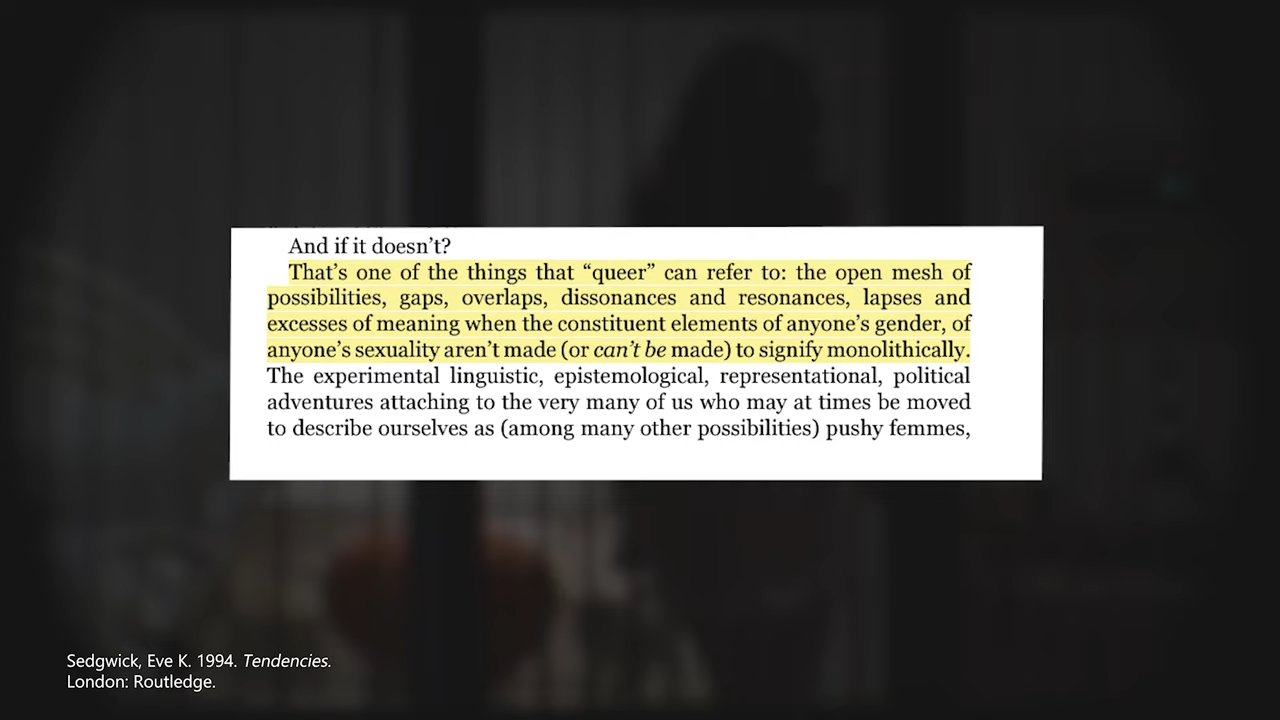 And if it doesn’t?
That’s one of the things that “queer” can refer to: the open mesh of
possibilities, gaps, overlaps, dissonances and resonances, lapses and
excesses of meaning when the constituent elements of anyone’s gender, of
anyone’s sexuality aren’t made (or can’t be made) to signify monolithically.
The experimental linguistic, epistemological, representational, political
adventures attaching to the very many of us who may at times be moved
to describe ourselves as (among many other possibilities) pushy femmes,
Sedgwick, Eve K. 1994. Tendencies.
London: Routledge.